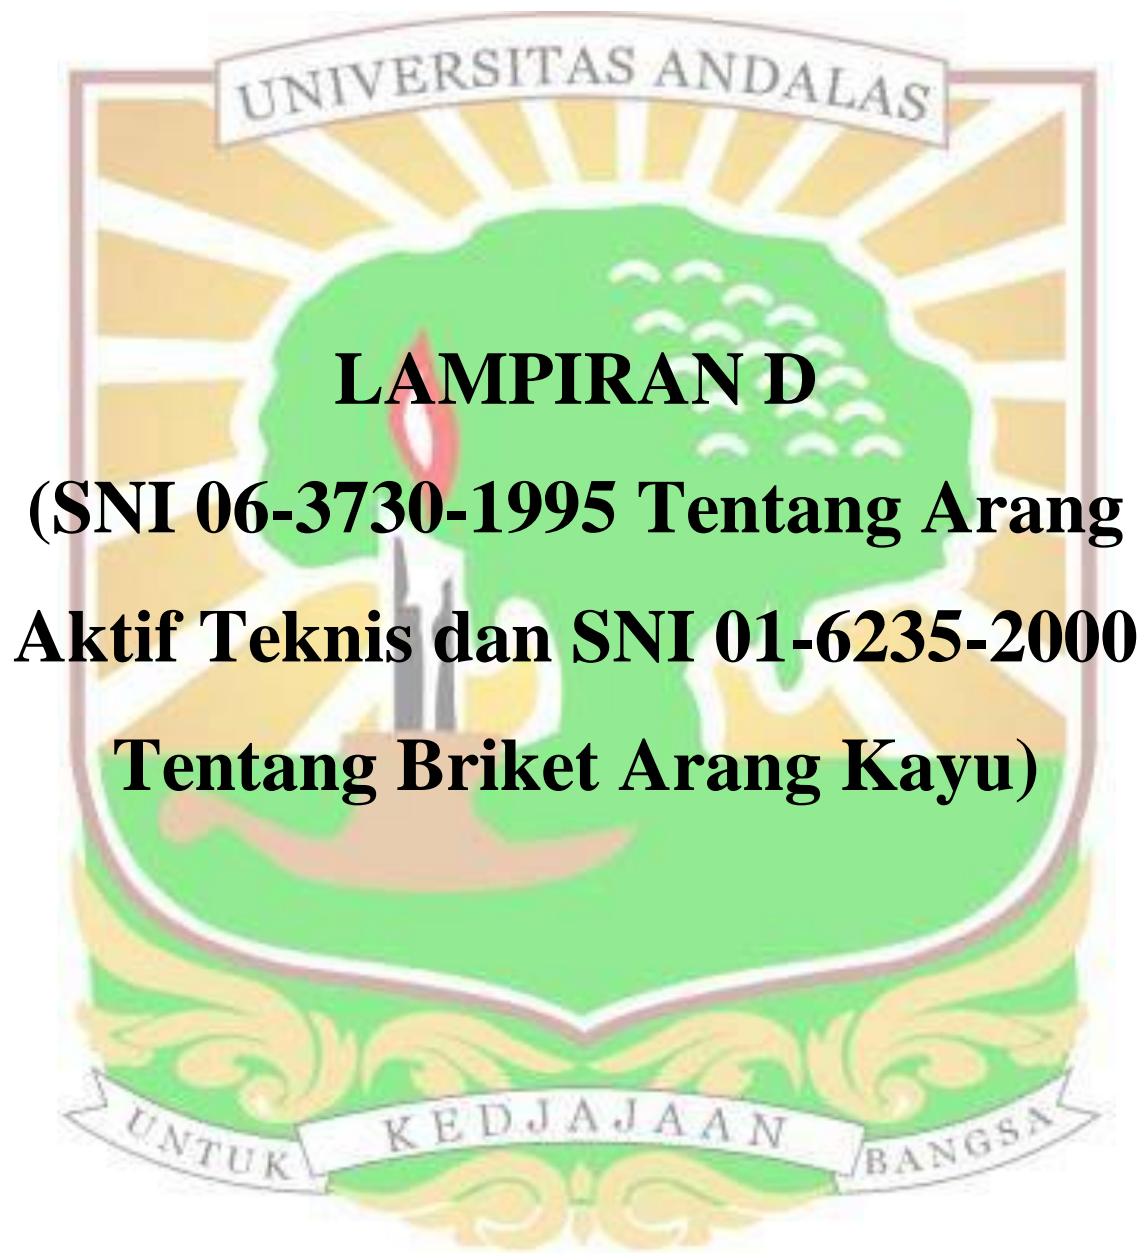 UNIVERSITAS ANDALAS
LAMPIRAN D
(SNI 06-3730-1995 Tentang Arang
Aktif Teknis dan SNI 01-6235-2000
Tentang Briket Arang Kayu)
UNTUK KEDJAJAAN BANGSA